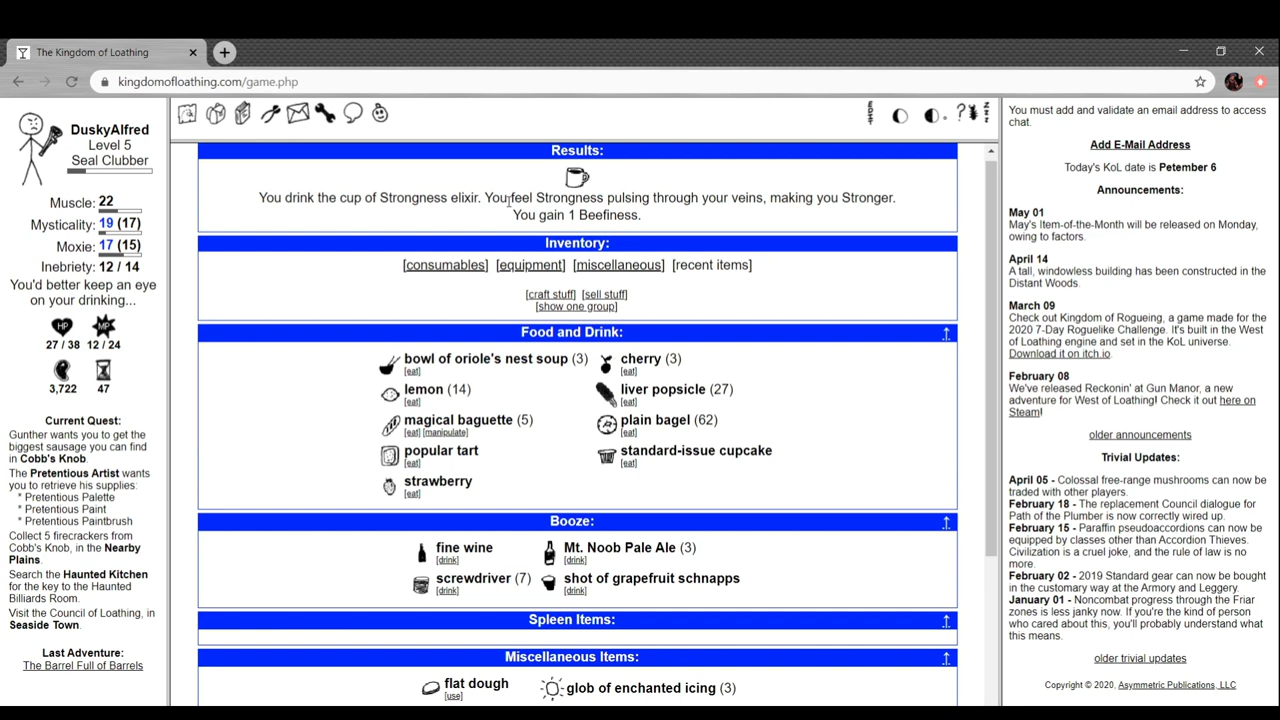 The Kingdom of Loathing
kingdomofloathing.com/game.php
DuskyAlfred
Level 5
Seal Clubber
Muscle: 22
Mysticality: 19 (17)
Moxie: 17 (15)
Inebriety: 12 / 14
You'd better keep an
eye on your drinking...
HP MP
27 / 38 12 / 24
3,722 47
Current Quest:
Gunther wants you to get the
biggest sausage you can find
in Cobb's Knob.
The Pretentious Artist wants
you to retrieve his supplies:
* Pretentious Palette
* Pretentious Paint
* Pretentious Paintbrush
Collect 5 firecrackers from
Cobb's Knob, in the Nearby
Plains.
Search the Haunted Kitchen
for the key to the Haunted
Billiards Room.
Visit the Council of Loathing, in
Seaside Town.
Last Adventure:
The Barrel Full of Barrels
Results:
You drink the cup of Strongness elixir. You feel Strongness pulsing through your veins, making you Stronger.
You gain 1 Beefiness.
Inventory:
[consumables] [equipment] [miscellaneous] [recent items]
[craft stuff] [sell stuff]
[show one group]
Food and Drink:
bowl of oriole's nest soup (3) cherry (3)
[eat] [eat]
lemon (14) liver popsicle (27)
[eat] [eat]
magical baguette (5) plain bagel (62)
[eat] [manipulate] [eat]
popular tart standard-issue cupcake
[eat] [eat]
strawberry
[eat]
Booze:
fine wine Mt. Noob Pale Ale (3)
[drink] [drink]
screwdriver (7) shot of grapefruit schnapps
[drink] [drink]
Spleen Items:
Miscellaneous Items:
flat dough glob of enchanted icing (3)
[use]
You must add and validate an email address to access
chat.
Add E-Mail Address
Today's KoL date is Petember 6
Announcements:
May 01
May's Item-of-the-Month will be released on Monday,
owing to factors.
April 14
A tall, windowless building has been constructed in the
Distant Woods.
March 09
Check out Kingdom of Rogueing, a game made for the
2020 7-Day Roguelike Challenge. It's built in the West
of Loathing engine and set in the KoL universe.
Download it on itch.io.
February 08
We've released Reckonin' at Gun Manor, a new
adventure for West of Loathing! Check it out here on
Steam!
older announcements
Trivial Updates:
April 05 - Colossal free-range mushrooms can now be
traded with other players.
February 18 - The replacement Council dialogue for
Path of the Plumber is now correctly wired up.
February 15 - Paraffin pseudoaccordions can now be
equipped by classes other than Accordion Thieves.
Civilization is a cruel joke, and the rule of law is no
more.
February 02 - 2019 Standard gear can now be bought
in the customary way at the Armory and Leggery.
January 01 - Noncombat progress through the Friar
zones is less janky now. If you're the kind of person
who cared about this, you'll probably understand what
this means.
older trivial updates
Copyright © 2020, Asymmetric Publications, LLC